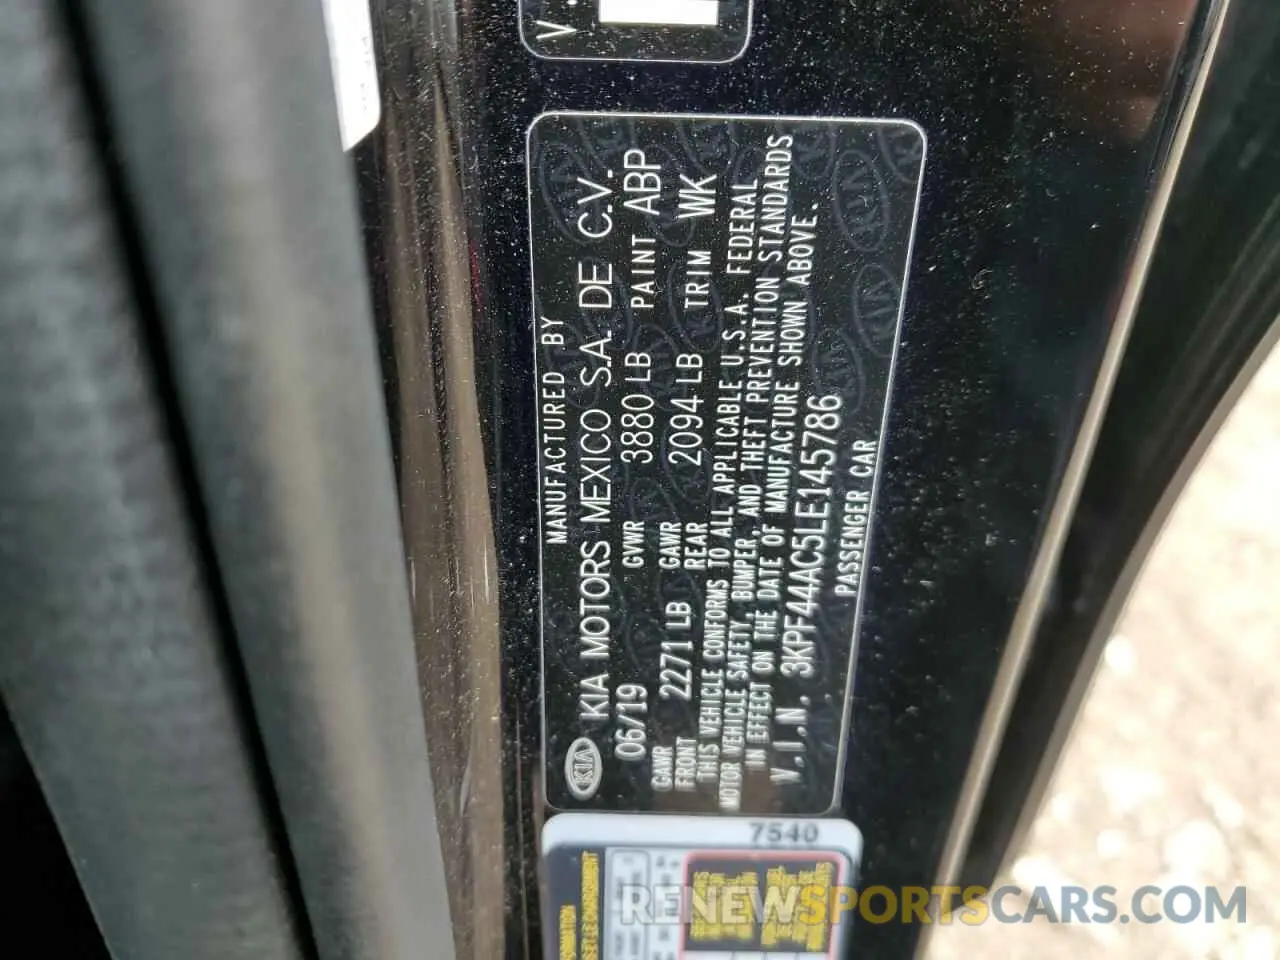 V.
MANUFACTURED BY
KIA KIA MOTORS MEXICO S.A. DE C.V.
06/19 GVWR 3880 LB PAINT ABP
GAWR FRONT 2271 LB GAWR REAR 2094 LB TRIM WK
THIS VEHICLE CONFORMS TO ALL APPLICABLE U.S.A. FEDERAL
MOTOR VEHICLE SAFETY, BUMPER, AND THEFT PREVENTION STANDARDS
IN EFFECT ON THE DATE OF MANUFACTURE SHOWN ABOVE.
V.I.N. 3KPF44AC5LE145786
PASSENGER CAR
7540
RENEWSPORTSCARS.COM